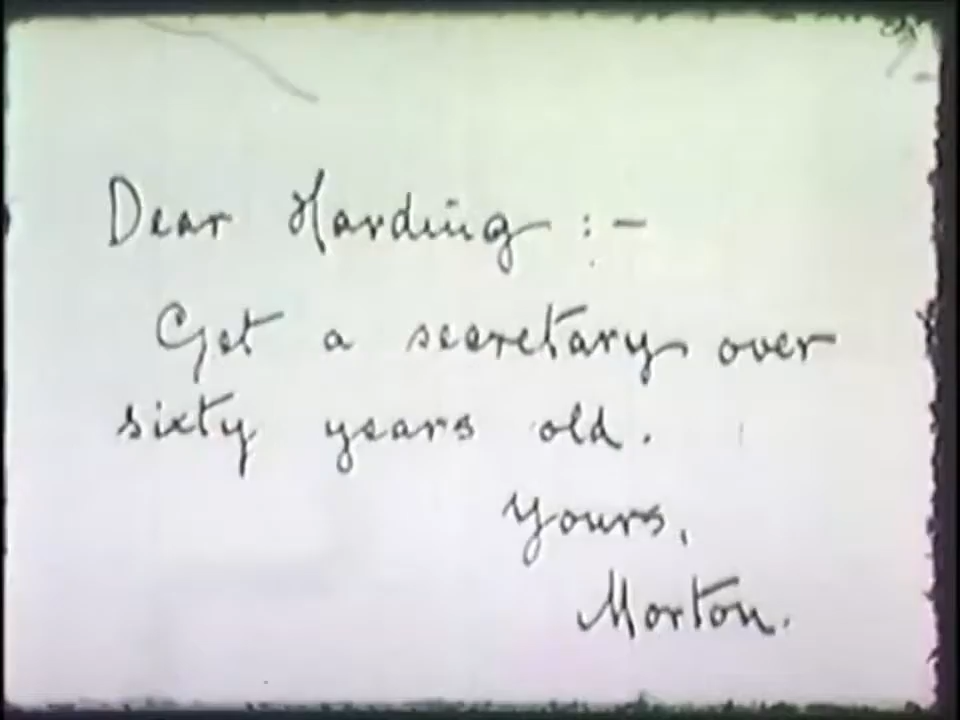 Dear Harding :-
Get a secretary over
sixty years old.
Yours,
Morton.